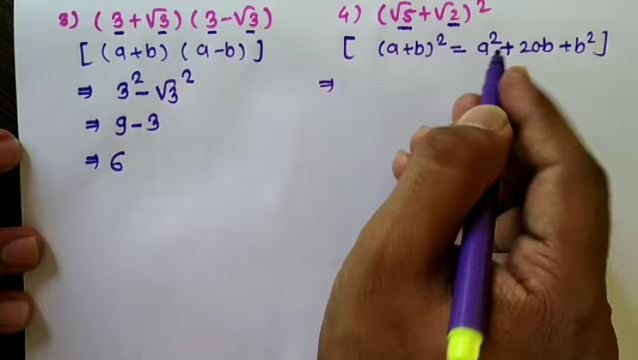 3) (3+√3) (3-√3)
[(a+b) (a-b)]
⇒ 3² - √3²
⇒ 9-3
⇒ 6
4) (√5+√2)²
[ (a+b)² = a²+2ab+b²]
⇒